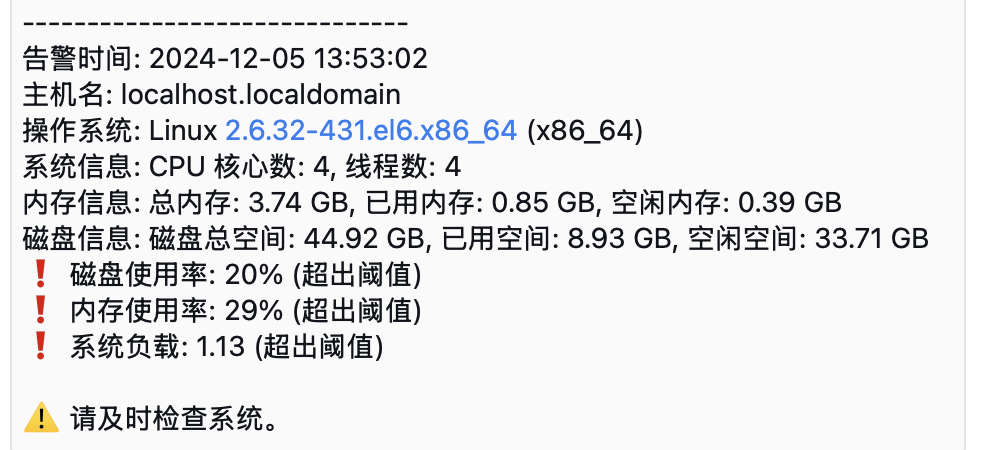 ------------------------------
告警时间: 2024-12-05 13:53:02
主机名: localhost.localdomain
操作系统: Linux 2.6.32-431.el6.x86_64 (x86_64)
系统信息: CPU 核心数: 4, 线程数: 4
内存信息: 总内存: 3.74 GB, 已用内存: 0.85 GB, 空闲内存: 0.39 GB
磁盘信息: 磁盘总空间: 44.92 GB, 已用空间: 8.93 GB, 空闲空间: 33.71 GB
❗ 磁盘使用率: 20% (超出阈值)
❗ 内存使用率: 29% (超出阈值)
❗ 系统负载: 1.13 (超出阈值)
⚠️ 请及时检查系统。